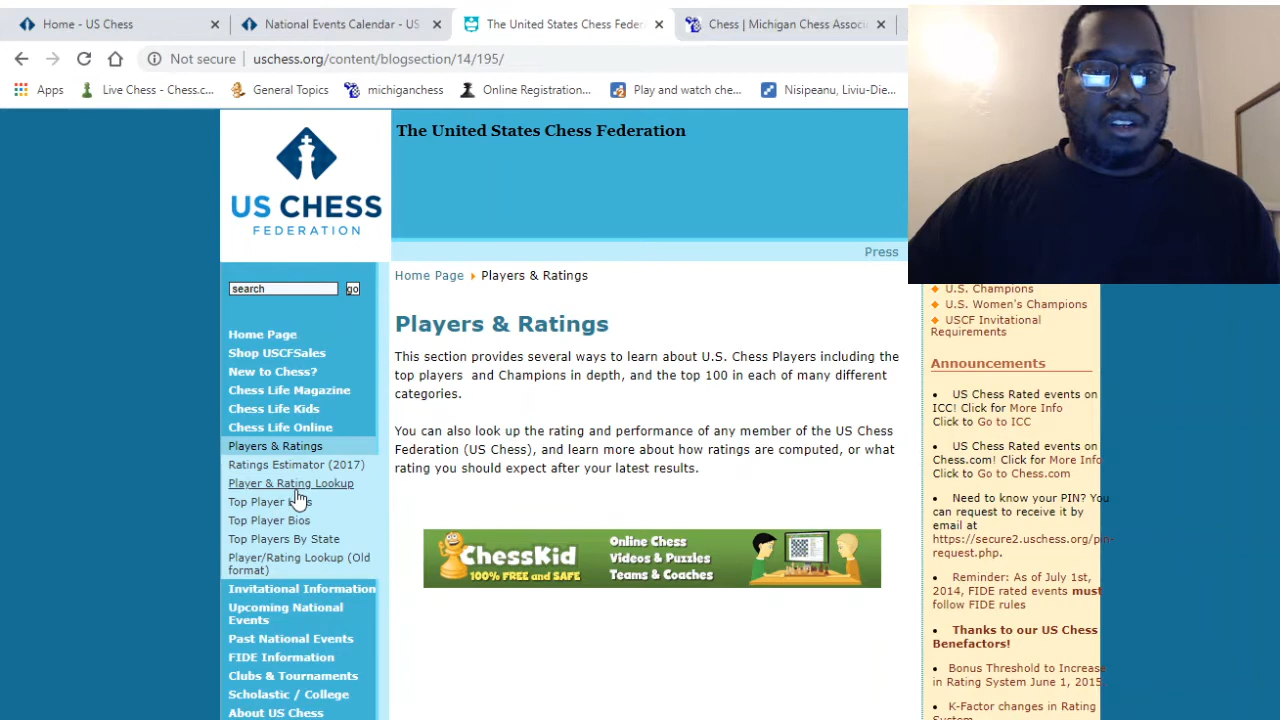 Home - US Chess
National Events Calendar - US
The United States Chess Feder
Chess | Michigan Chess Associ
Not secure
uschess.org/content/blogsection/14/195/
Apps
Live Chess - Chess.c...
General Topics
michiganchess
Online Registration...
Play and watch che...
Nisipeanu, Liviu-Die...
The United States Chess Federation
US CHESS
FEDERATION
Press
search
go
Home Page
Shop USCFSales
New to Chess?
Chess Life Magazine
Chess Life Kids
Chess Life Online
Players & Ratings
Ratings Estimator (2017)
Player & Rating Lookup
Top Player
Top Player Bios
Top Players By State
Player/Rating Lookup (Old
format)
Invitational Information
Upcoming National
Events
Past National Events
FIDE Information
Clubs & Tournaments
Scholastic / College
About US Chess
Home Page Players & Ratings
Players & Ratings
This section provides several ways to learn about U.S. Chess Players including the
top players and Champions in depth, and the top 100 in each of many different
categories.
You can also look up the rating and performance of any member of the US Chess
Federation (US Chess), and learn more about how ratings are computed, or what
rating you should expect after your latest results.
ChessKid
100% FREE and SAFE
Online Chess
Videos & Puzzles
Teams & Coaches
U.S. Champions
U.S. Women's Champions
USCF Invitational
Requirements
Announcements
US Chess Rated events on
ICC! Click for More Info
Click to Go to ICC
US Chess Rated events on
Chess.com! Click for More Info
Click to Go to Chess.com
Need to know your PIN? You
can request to receive it by
email at
https://secure2.uschess.org/pin-
request.php.
Reminder: As of July 1st,
2014, FIDE rated events must
follow FIDE rules
Thanks to our US Chess
Benefactors!
Bonus Threshold to Increase
in Rating System June 1, 2015.
K-Factor changes in Rating
System